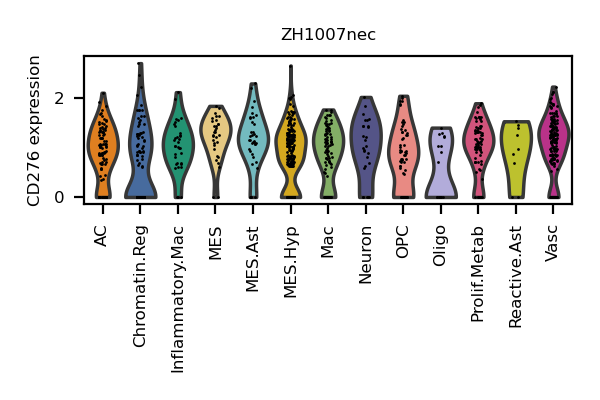 ZH1007nec
CD276 expression
2
0
AC
Chromatin.Reg
Inflammatory.Mac
MES
MES.Ast
MES.Hyp
Mac
Neuron
OPC
Oligo
Prolif.Metab
Reactive.Ast
Vasc